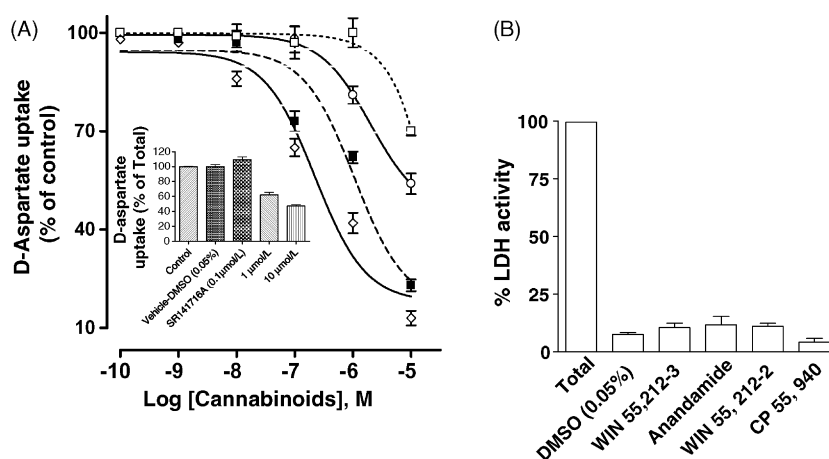 (A)
100
70
40
10
D-Aspartate uptake
(% of control)
-10
-9
-8
-7
-6
-5
Log [Cannabinoids], M
D-aspartate
uptake (% of Total)
120
100
80
60
40
20
0
Control
Vehicle-DMSO (0.05%)
SR141716A (0.1µmol/L)
1 µmol/L
10 µmol/L
(B)
% LDH activity
100
75
50
25
0
Total
DMSO (0.05%)
WIN 55,212-3
Anandamide
WIN 55, 212-2
CP 55, 940